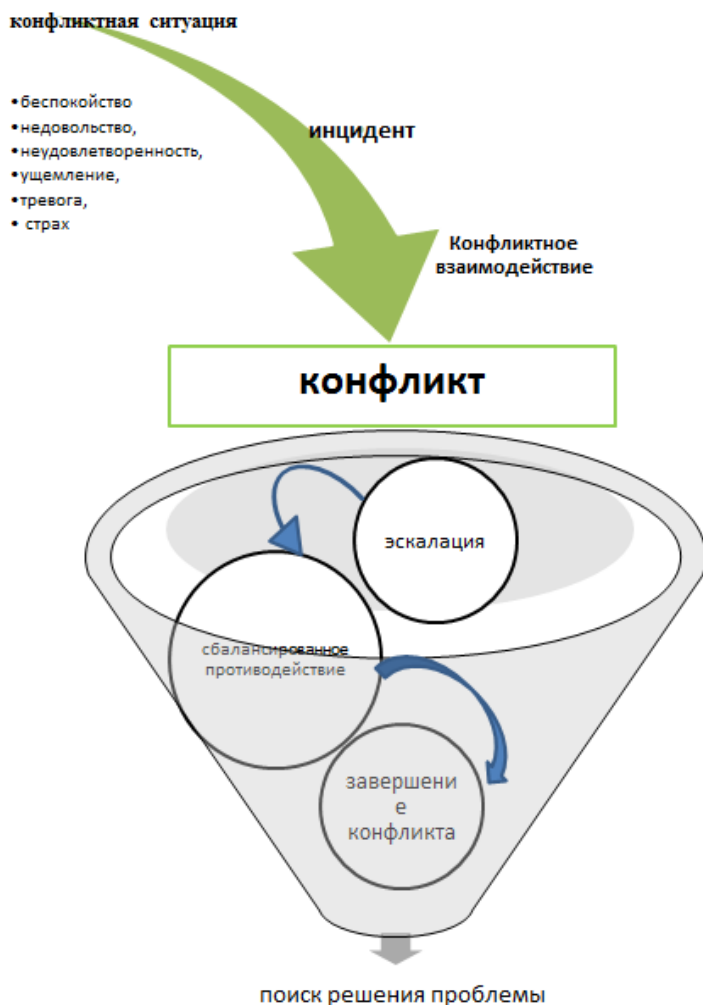 конфликтная ситуация
•беспокойство
•недовольство,
•неудовлетворенность,
•ущемление,
•тревога,
• страх
инцидент
Конфликтное
взаимодействие
конфликт
эскалация
сбалансированное
противодействие
завершени
е
конфликта
поиск решения проблемы